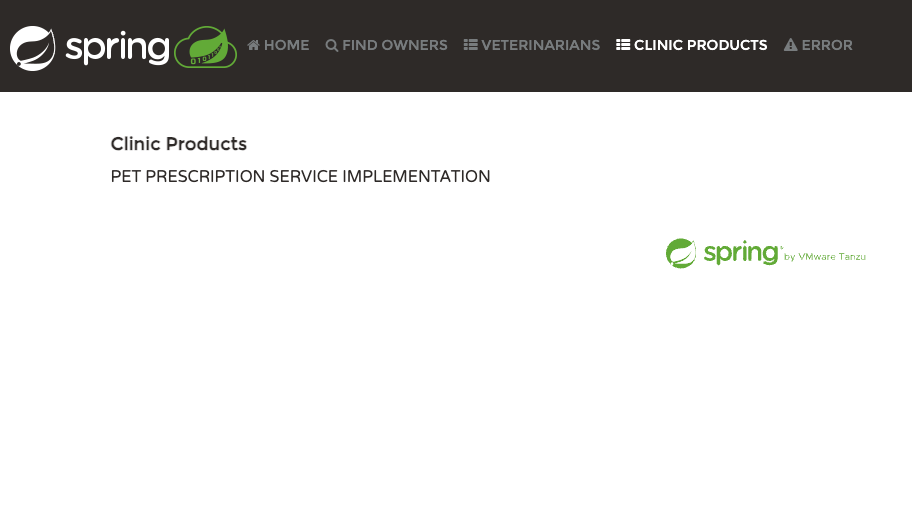 spring HOME FIND OWNERS VETERINARIANS CLINIC PRODUCTS ERROR
Clinic Products
PET PRESCRIPTION SERVICE IMPLEMENTATION
spring by VMware Tanzu